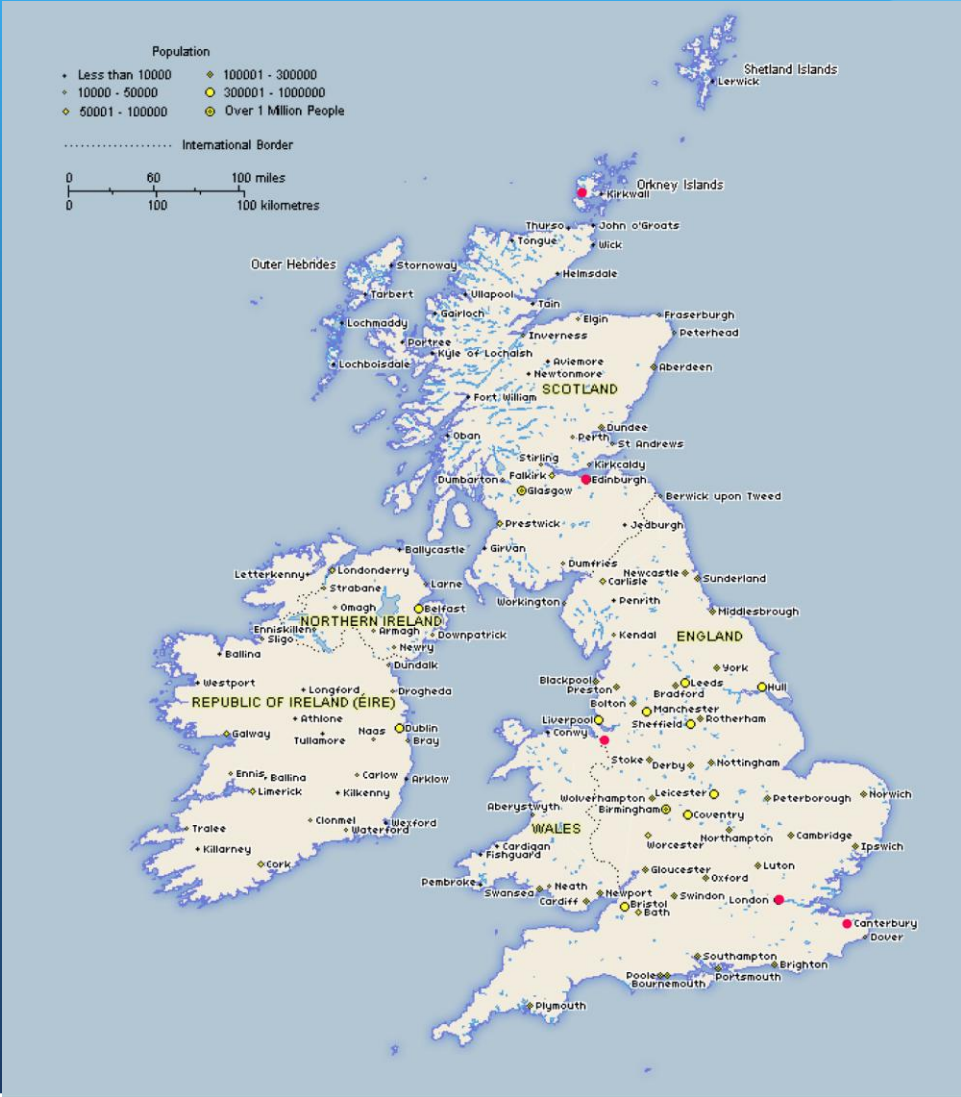 Population
Less than 10000
10000 - 50000
50001 - 100000
100001 - 300000
300001 - 1000000
Over 1 Million People
International Border
0 60 100 miles
0 100 100 kilometres
Shetland Islands
Lerwick
Orkney Islands
Kirkwall
Thurso
John o'Groats
Tongue
Wick
Outer Hebrides
Stornoway
Helmsdale
Tarbert
Ullapool
Tain
Gairloch
Elgin
Fraserburgh
Lochmaddy
Inverness
Peterhead
Portree
Kyle of Lochalsh
Lochboisdale
Aviemore
Aberdeen
Newtonmore
SCOTLAND
Fort William
Dundee
Oban
Perth
St Andrews
Stirling
Kirkcaldy
Dumbarton
Falkirk
Edinburgh
Glasgow
Berwick upon Tweed
Prestwick
Jedburgh
Ballycastle
Girvan
Letterkenny
Londonderry
Dumfries
Newcastle
Sunderland
Strabane
Larne
Carlisle
Omagh
Belfast
Workington
Penrith
Middlesbrough
NORTHERN IRELAND
Enniskillen
Armagh
Downpatrick
Kendal
ENGLAND
Sligo
Newry
Ballina
Dundalk
York
Westport
Longford
Drogheda
Blackpool
Preston
Bradford
Leeds
Hull
REPUBLIC OF IRELAND (ÉIRE)
Bolton
Manchester
Athlone
Liverpool
Sheffield
Rotherham
Galway
Tullamore
Naas
Dublin
Bray
Conwy
Stoke
Derby
Nottingham
Ennis
Ballina
Carlow
Arklow
Limerick
Kilkenny
Wolverhampton
Leicester
Peterborough
Norwich
Aberystwyth
Birmingham
Coventry
Clonmel
Wexford
Tralee
Waterford
WALES
Worcester
Northampton
Cambridge
Killarney
Cardigan
Ipswich
Fishguard
Cork
Gloucester
Luton
Pembroke
Neath
Oxford
Swansea
Newport
Swindon
London
Cardiff
Bristol
Bath
Canterbury
Dover
Southampton
Brighton
Poole
Portsmouth
Bournemouth
Plymouth